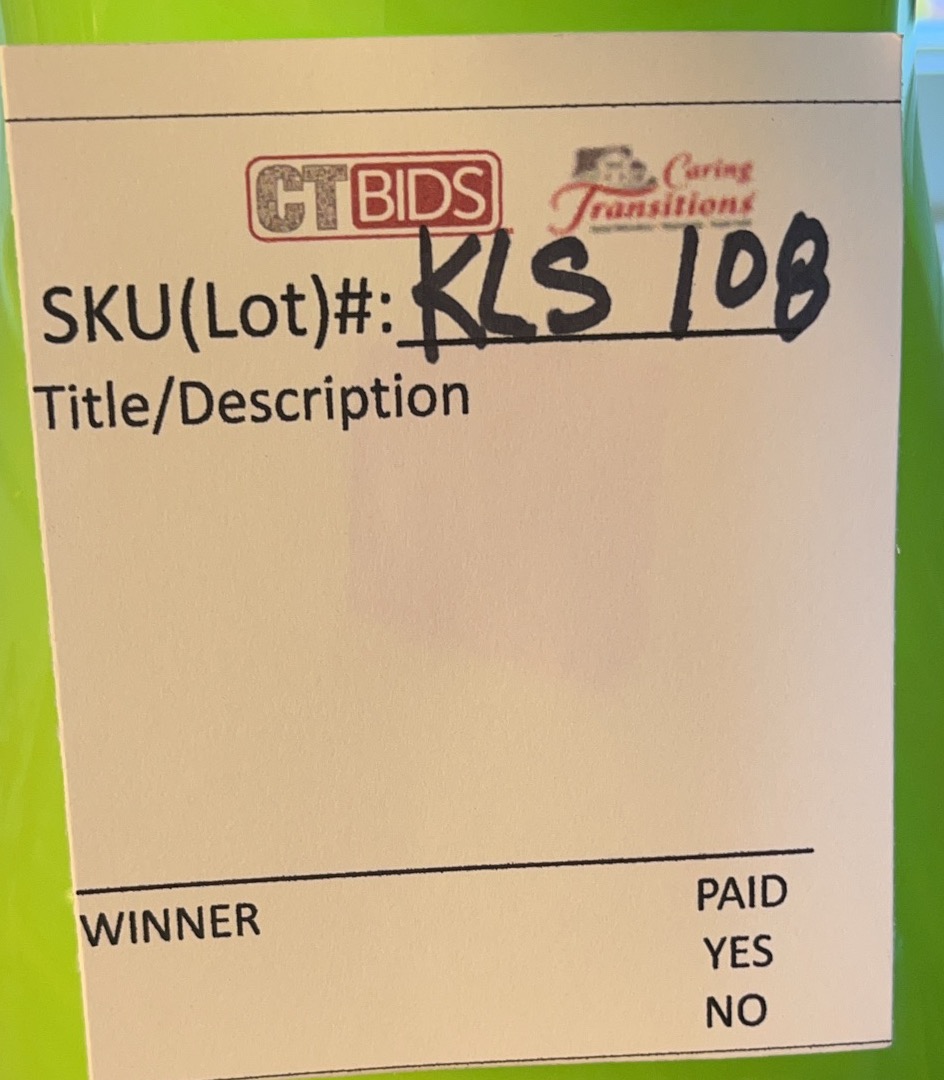 CTBIDS
Caring
Transitions
SKU(Lot)#: KLS 108
Title/Description
WINNER
PAID
YES
NO